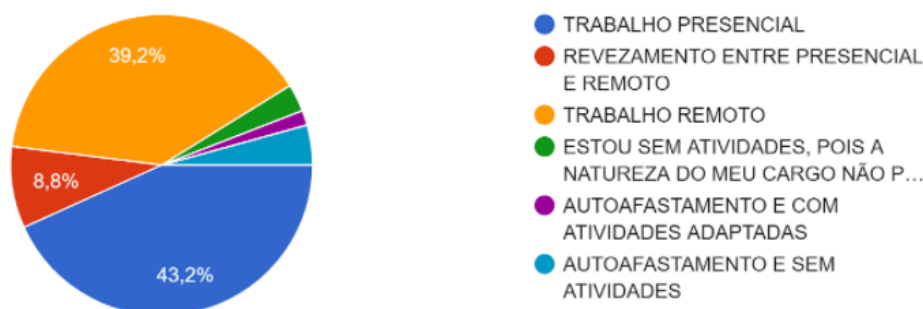 39,2%
8,8%
43,2%
TRABALHO PRESENCIAL
REVEZAMENTO ENTRE PRESENCIAL
E REMOTO
TRABALHO REMOTO
ESTOU SEM ATIVIDADES, POIS A
NATUREZA DO MEU CARGO NÃO P...
AUTOAFASTAMENTO E COM
ATIVIDADES ADAPTADAS
AUTOAFASTAMENTO E SEM
ATIVIDADES